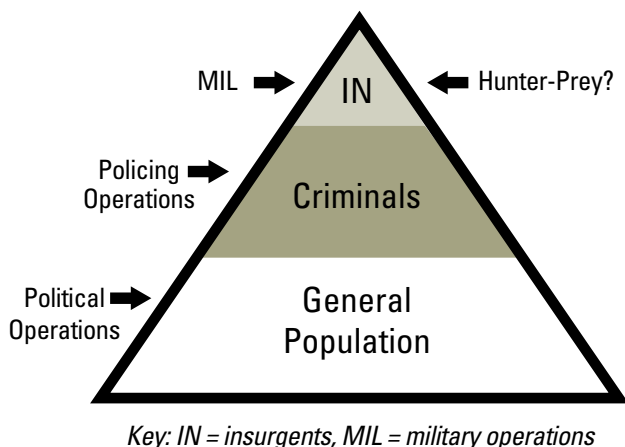 MIL
IN
Hunter-Prey?
Policing
Operations
Criminals
Political
Operations
General
Population
Key: IN = insurgents, MIL = military operations